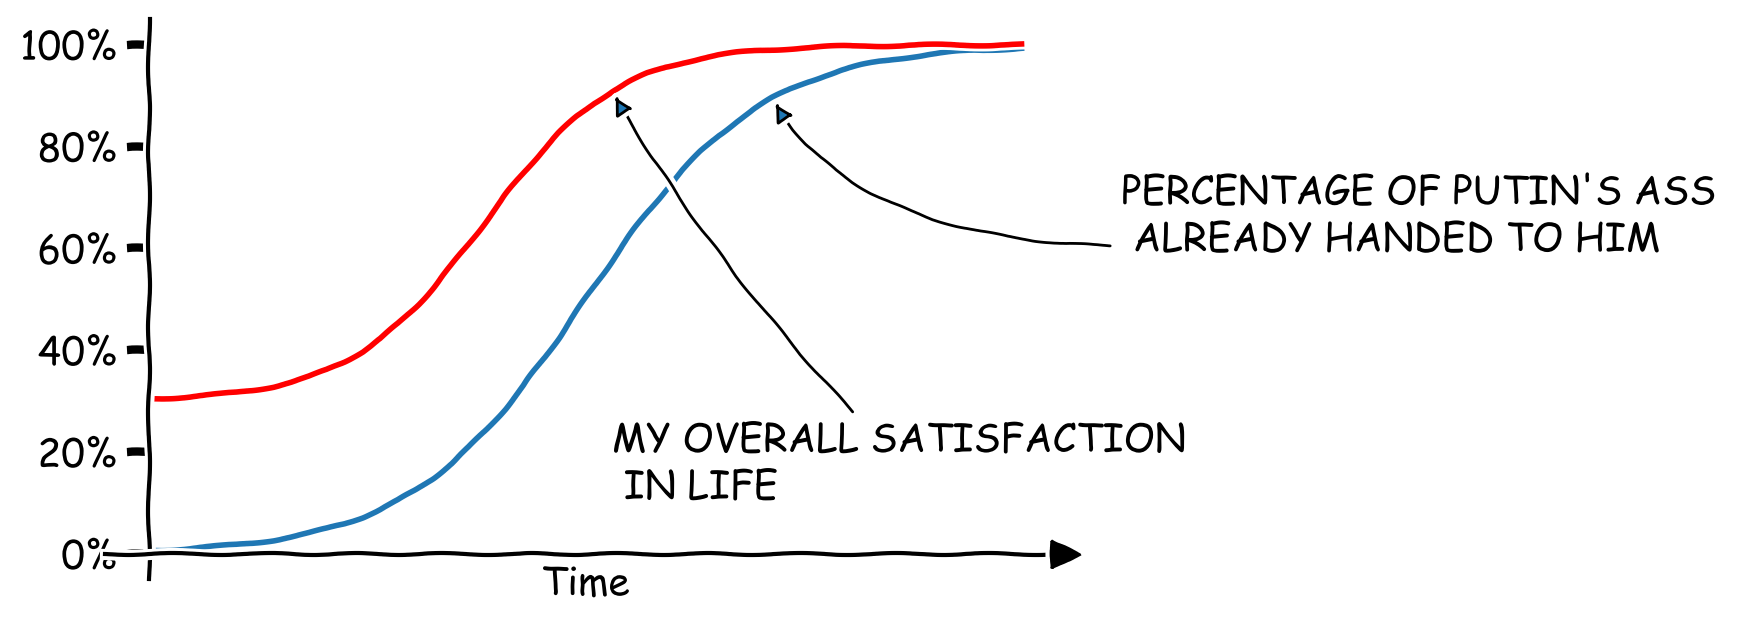 100%
80%
PERCENTAGE OF PUTIN'S ASS
ALREADY HANDED TO HIM
60%
40%
20%
MY OVERALL SATISFACTION
IN LIFE
0%
Time